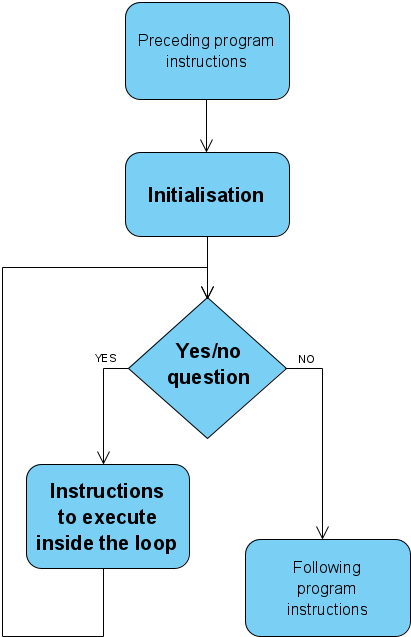 Preceding program
instructions
Initialisation
Yes/no
question
YES
NO
Instructions
to execute
inside the loop
Following
program
instructions